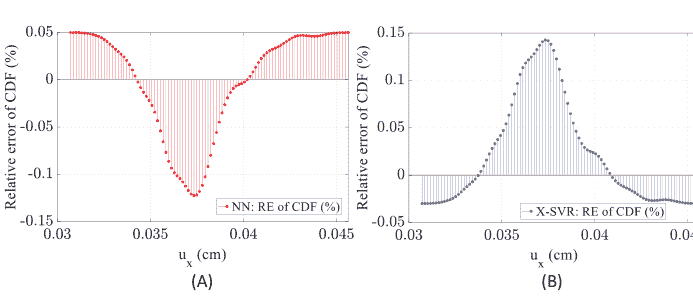 Relative error of CDF (%)
0.05
0
-0.05
-0.1
-0.15
0.03
0.035
0.04
0.045
u_x (cm)
NN: RE of CDF (%)
(A)
Relative error of CDF (%)
0.15
0.1
0.05
0
-0.05
0.03
0.035
0.04
u_x (cm)
X-SVR: RE of CDF (%)
(B)